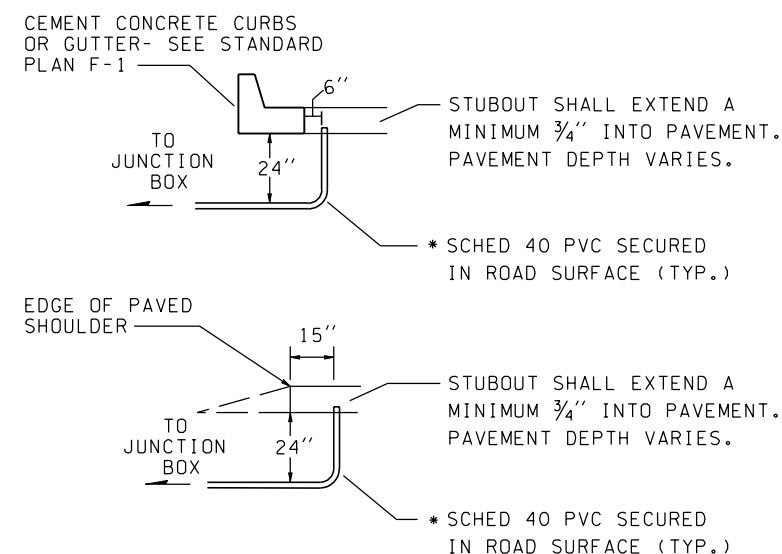 CEMENT CONCRETE CURBS
OR GUTTER- SEE STANDARD
PLAN F-1
6''
STUBOUT SHALL EXTEND A
MINIMUM ¾'' INTO PAVEMENT.
PAVEMENT DEPTH VARIES.
TO
JUNCTION
BOX
24''
* SCHED 40 PVC SECURED
IN ROAD SURFACE (TYP.)
EDGE OF PAVED
SHOULDER
15''
STUBOUT SHALL EXTEND A
MINIMUM ¾'' INTO PAVEMENT.
PAVEMENT DEPTH VARIES.
TO
JUNCTION
BOX
24''
* SCHED 40 PVC SECURED
IN ROAD SURFACE (TYP.)